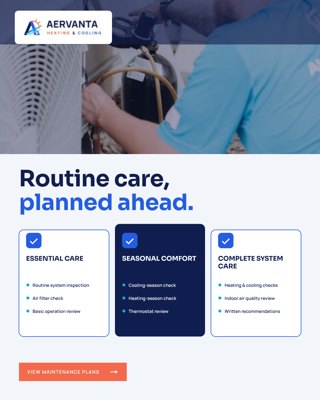 AERVANTA
HEATING & COOLING
Routine care,
planned ahead.
ESSENTIAL CARE
Routine system inspection
Air filter check
Basic operation review
SEASONAL COMFORT
Cooling-season check
Heating-season check
Thermostat review
COMPLETE SYSTEM
CARE
Heating & cooling checks
Indoor air quality review
Written recommendations
VIEW MAINTENANCE PLANS